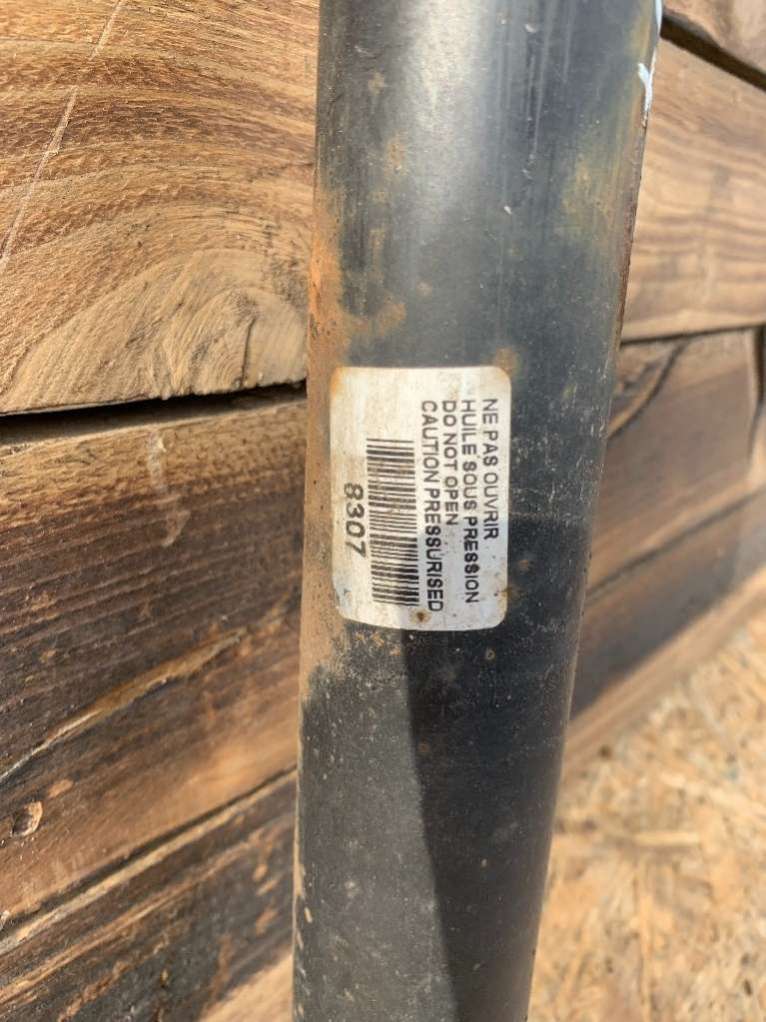 NE PAS OUVRIR
HUILE SOUS PRESSION
DO NOT OPEN
CAUTION PRESSURISED
8307